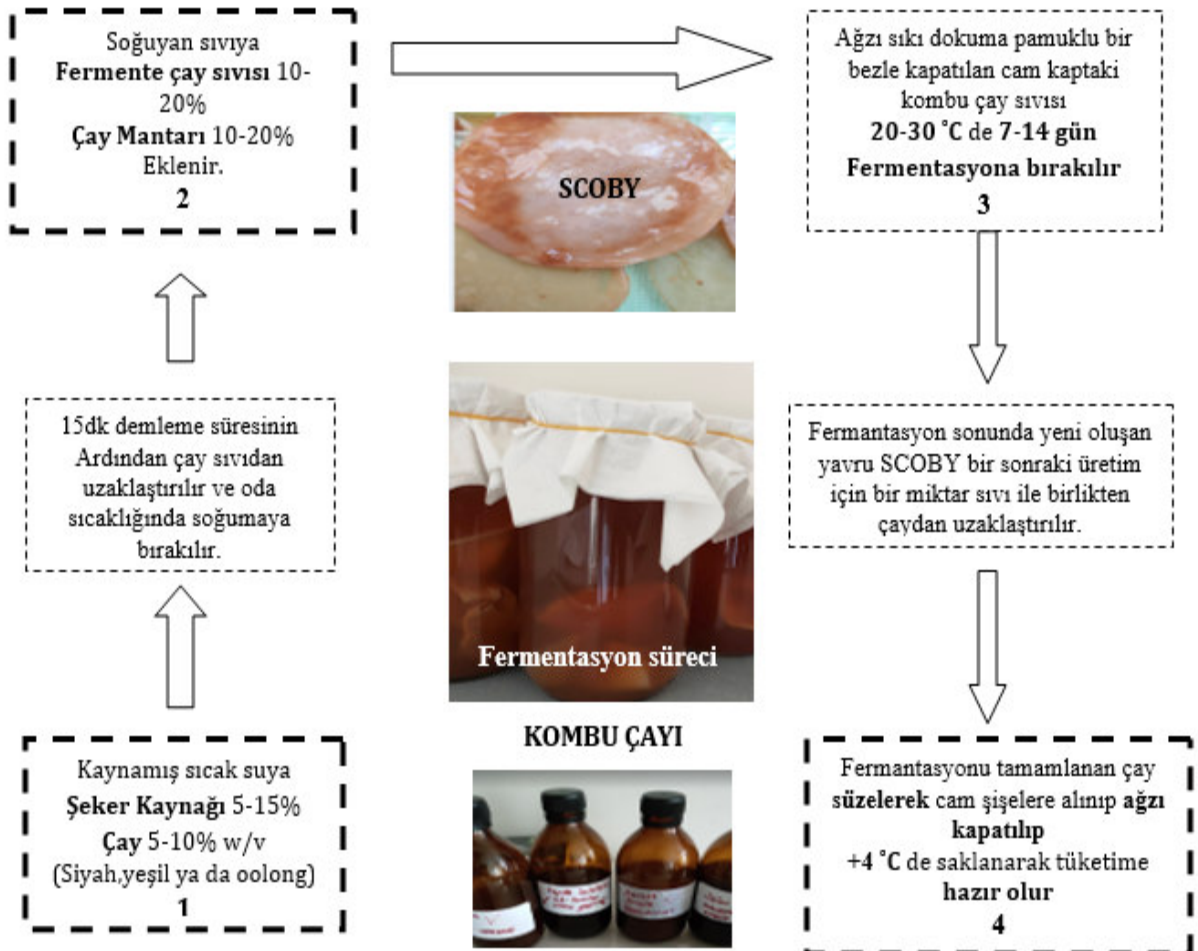 Soğuyan sıvıya
Fermente çay sıvısı 10-
20%
Çay Mantarı 10-20%
Eklenir.
2
SCOBY
Ağzı sıkı dokuma pamuklu bir
bezle kapatılan cam kaptaki
kombu çay sıvısı
20-30 ˚C de 7-14 gün
Fermentasyona bırakılır
3
15dk demleme süresinin
Ardından çay sıvıdan
uzaklaştırilir ve oda
sıcaklığında soğumaya
bırakılır.
Fermentasyon süreci
Fermantasyon sonunda yeni oluşan
yavru SCOBY bir sonraki üretim
için bir miktar sıvı ile birlikten
çaydan uzaklaştırılır.
Kaynamış sıcak suya
Şeker Kaynağı 5-15%
Çay 5-10% w/v
(Siyah,yeşil ya da oolong)
1
KOMBU ÇAYI
Fermantasyonu tamamlanan çay
süzelerek cam şişelere alınıp ağzı
kapatılıp
+4 ˚C de saklanarak tüketime
hazır olur
4